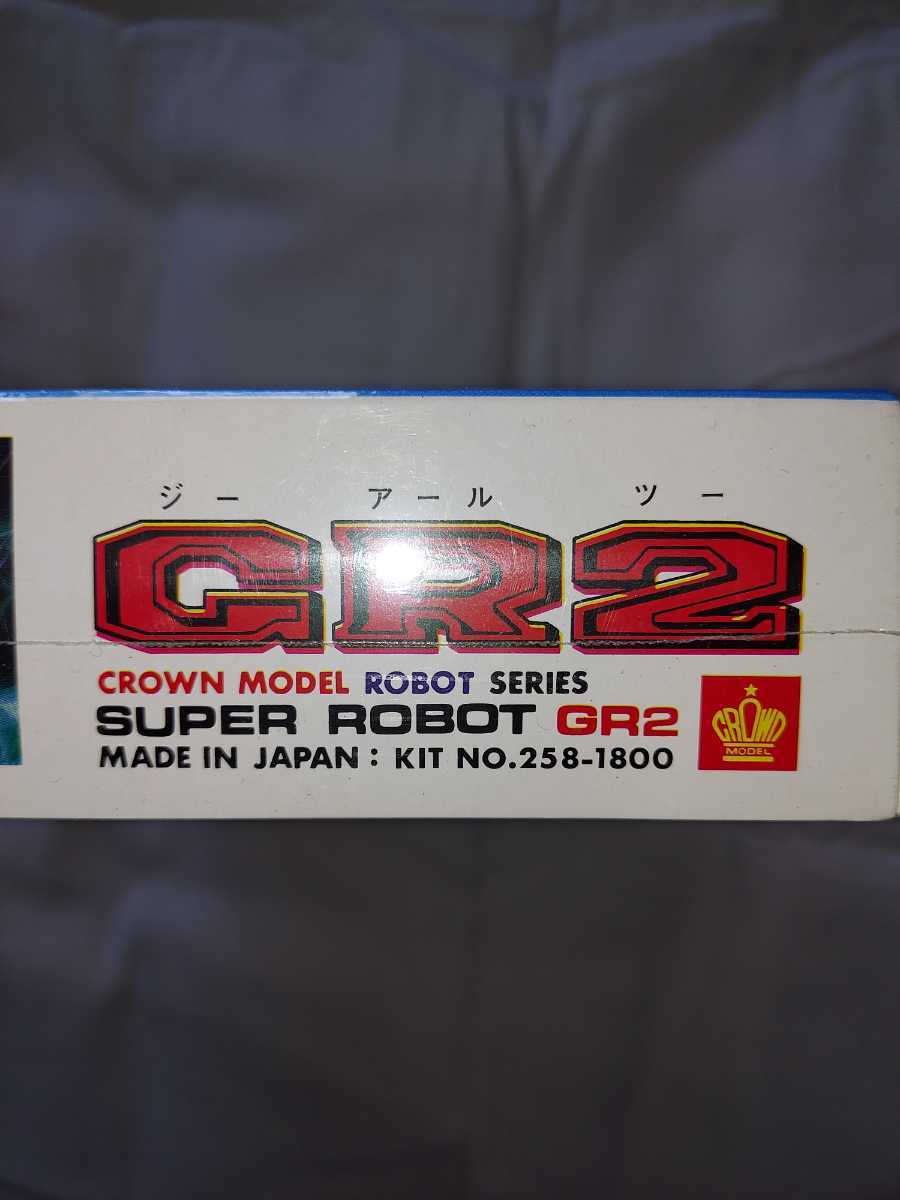 ジー アール ツー
GR2
CROWN MODEL ROBOT SERIES
SUPER ROBOT GR2
MADE IN JAPAN : KIT NO.258-1800
CROWN
MODEL